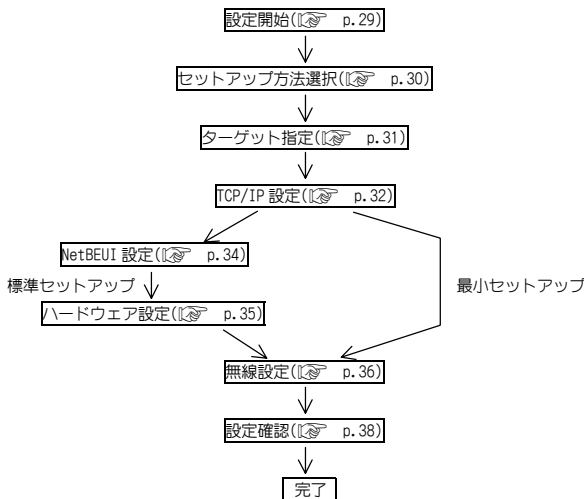 設定開始(☞ p.29)
セットアップ方法選択(☞ p.30)
ターゲット指定(☞ p.31)
TCP/IP 設定(☞ p.32)
NetBEUI 設定(☞ p.34)
標準セットアップ
最小セットアップ
ハードウェア設定(☞ p.35)
無線設定(☞ p.36)
設定確認(☞ p.38)
完了